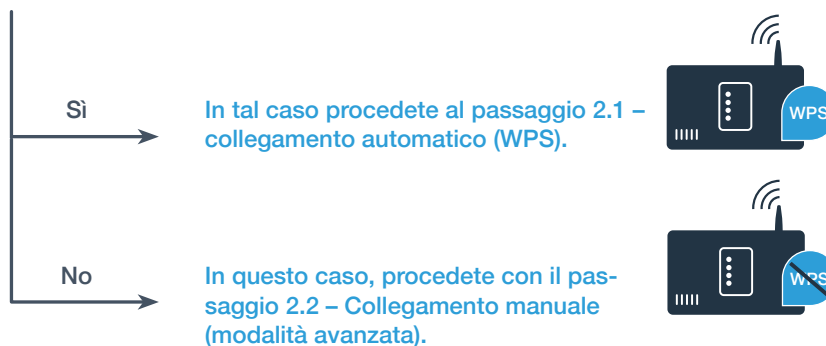 Sì
In tal caso procedete al passaggio 2.1 –
collegamento automatico (WPS).
WPS
No
In questo caso, procedete con il pas-
saggio 2.2 – Collegamento manuale
(modalità avanzata).
WPS